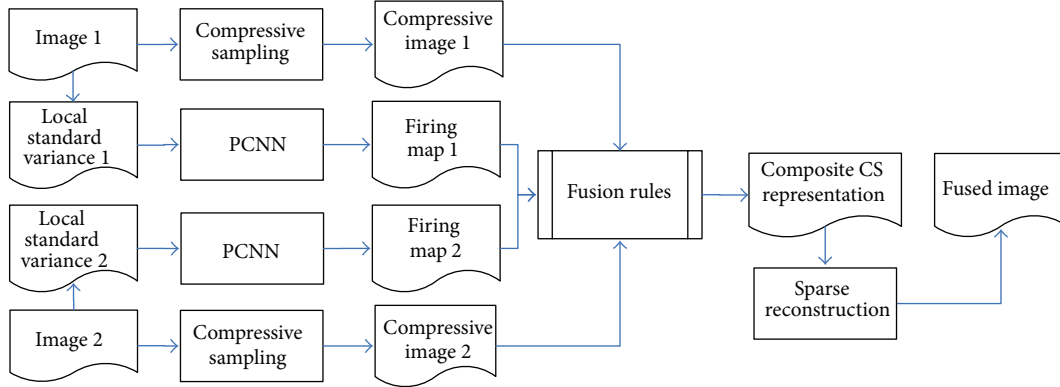 Image 1
Compressive
sampling
Compressive
image 1
Local
standard
variance 1
PCNN
Firing
map 1
Fusion rules
Composite CS
representation
Fused image
Local
standard
variance 2
PCNN
Firing
map 2
Sparse
reconstruction
Image 2
Compressive
sampling
Compressive
image 2